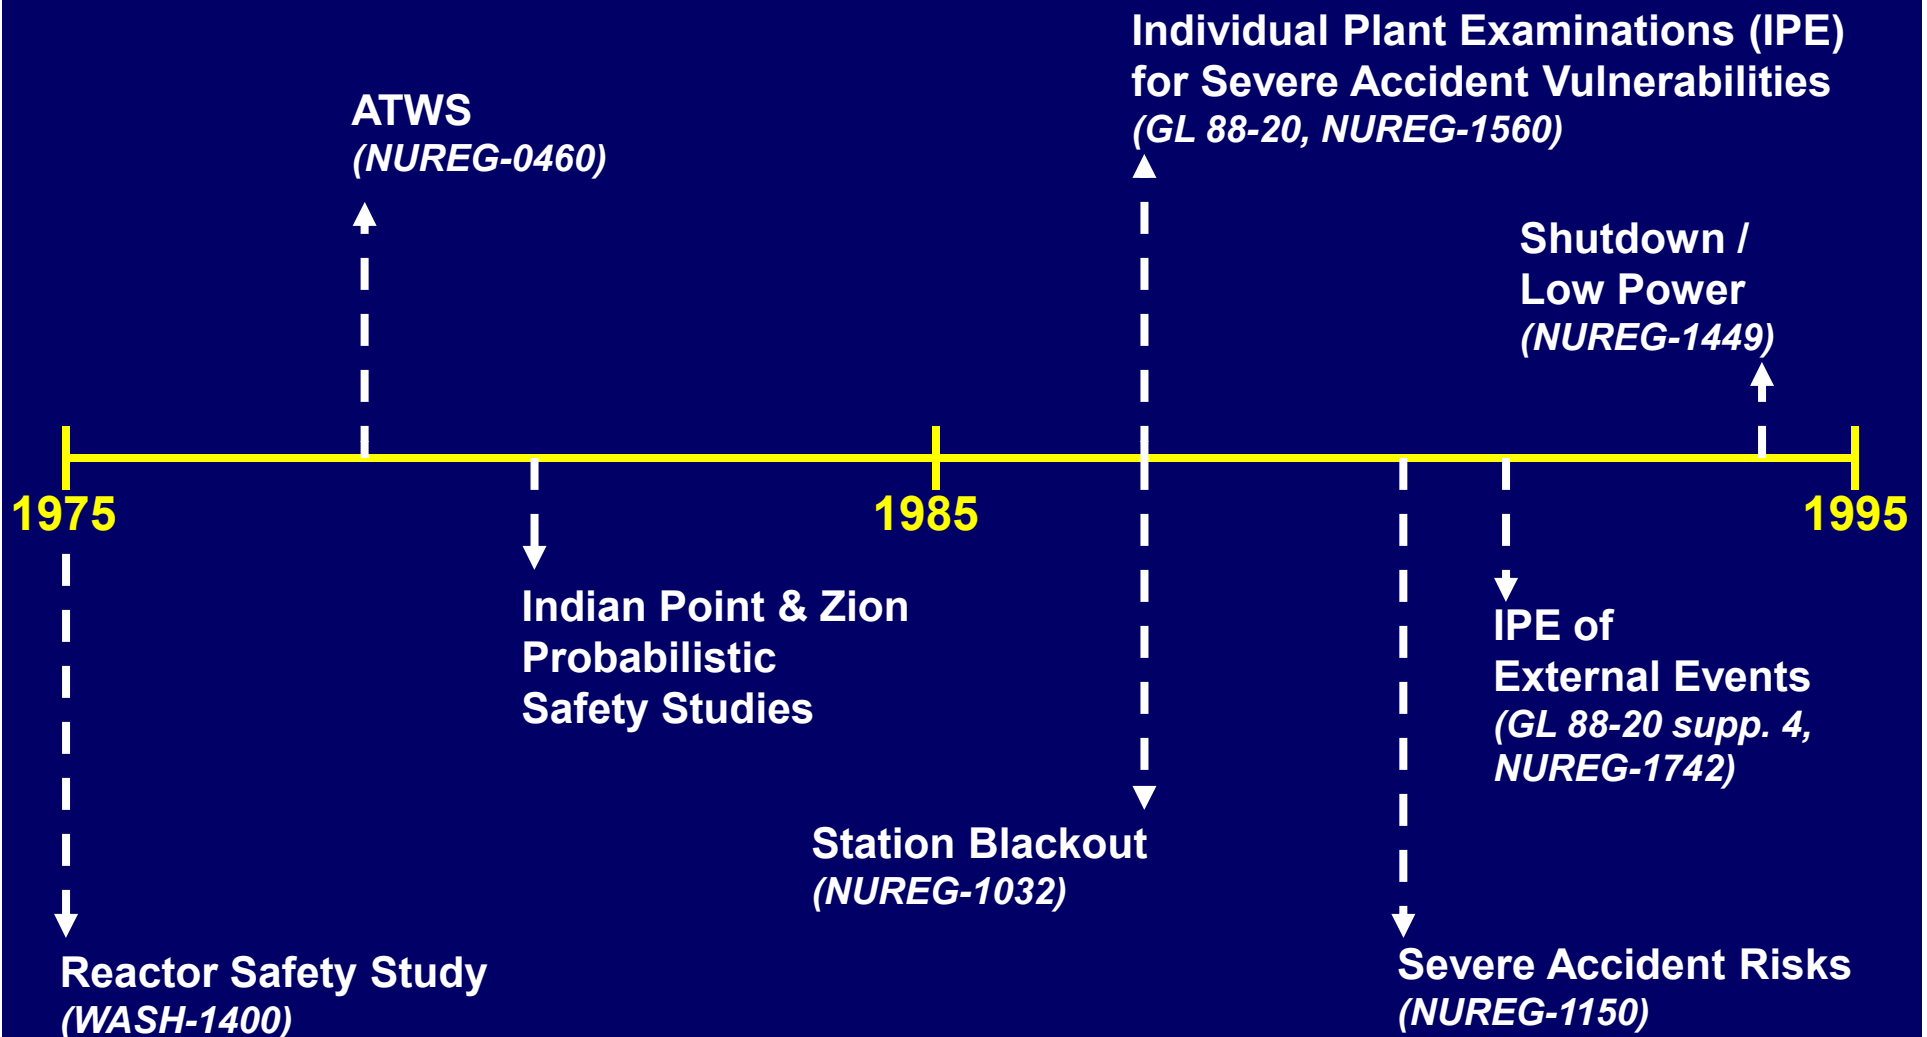 Individual Plant Examinations (IPE)
for Severe Accident Vulnerabilities
(GL 88-20, NUREG-1560)
ATWS
(NUREG-0460)
Shutdown /
Low Power
(NUREG-1449)
1975
1985
1995
Indian Point & Zion
Probabilistic
Safety Studies
IPE of
External Events
(GL 88-20 supp. 4,
NUREG-1742)
Station Blackout
(NUREG-1032)
Reactor Safety Study
(WASH-1400)
Severe Accident Risks
(NUREG-1150)